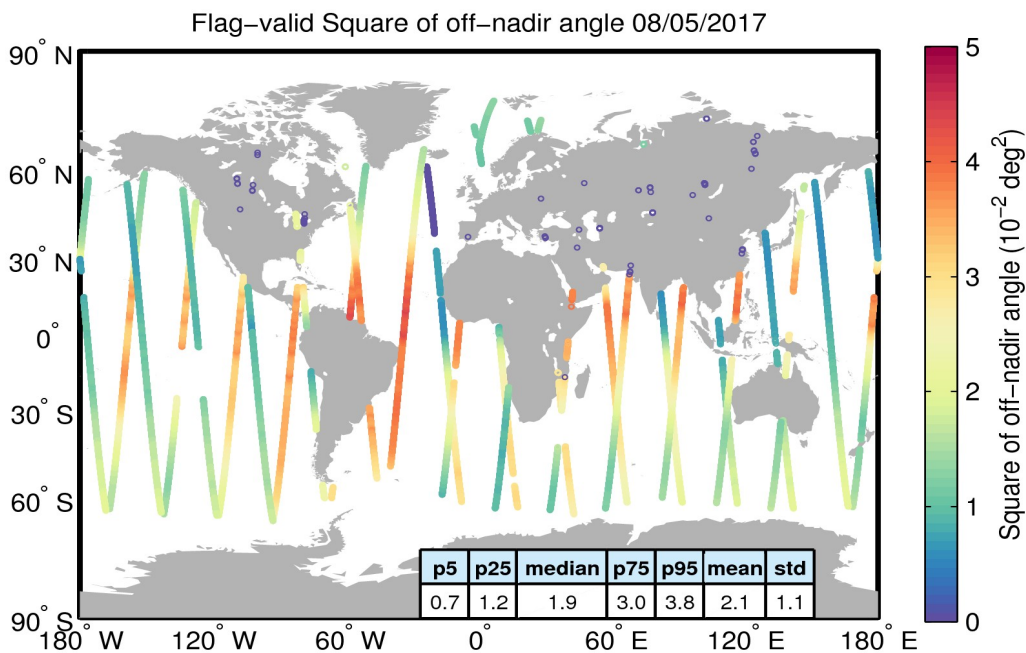 Flag−valid Square of off−nadir angle 08/05/2017
90° N
60° N
30° N
0°
30° S
60° S
90° S
180° W
120° W
60° W
0°
60° E
120° E
180° E
p5 p25 median p75 p95 mean std
0.7 1.2 1.9 3.0 3.8 2.1 1.1
5
4
3
2
1
0
Square of off−nadir angle (10⁻² deg²)